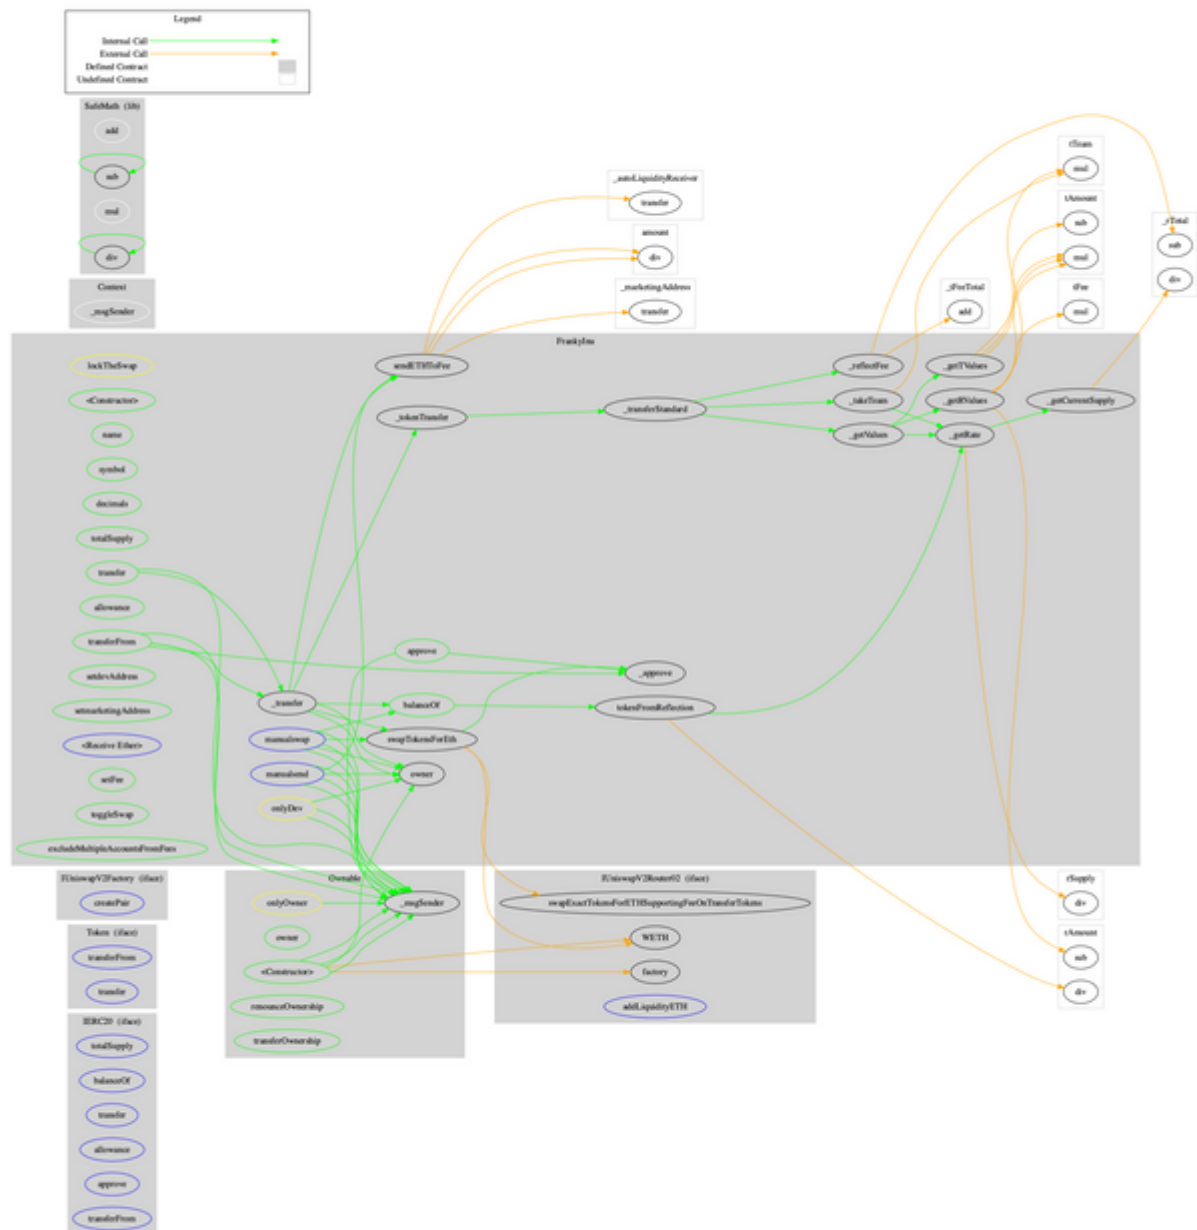 Legend
Internal Call
External Call
Defined Contract
Undefined Contract
SafeMath (lib)
add
sub
mul
div
Context
_msgSender
_autoLiquidityReceiver
transfer
amount
div
_marketingAddress
transfer
_tFeeTotal
add
tTeam
mul
tAmount
sub
mul
tFee
mul
_rTotal
sub
div
FrankyInu
lockTheSwap
<Constructor>
name
symbol
decimals
totalSupply
transfer
allowance
transferFrom
setdevAddress
setmarketingAddress
<Receive Ether>
setFee
toggleSwap
excludeMultipleAccountsFromFees
_transfer
manualswap
manualsend
onlyDev
sendETHToFee
_tokenTransfer
approve
balanceOf
swapTokensForEth
owner
_transferStandard
_approve
tokenFromReflection
_reflectFee
_takeTeam
_getValues
_getTValues
_getRValues
_getRate
_getCurrentSupply
IUniswapV2Factory (iface)
createPair
Token (iface)
transferFrom
transfer
IERC20 (iface)
totalSupply
balanceOf
transfer
allowance
approve
transferFrom
Ownable
onlyOwner
owner
<Constructor>
renounceOwnership
transferOwnership
_msgSender
IUniswapV2Router02 (iface)
swapExactTokensForETHSupportingFeeOnTransferTokens
WETH
factory
addLiquidityETH
rSupply
div
rAmount
sub
div